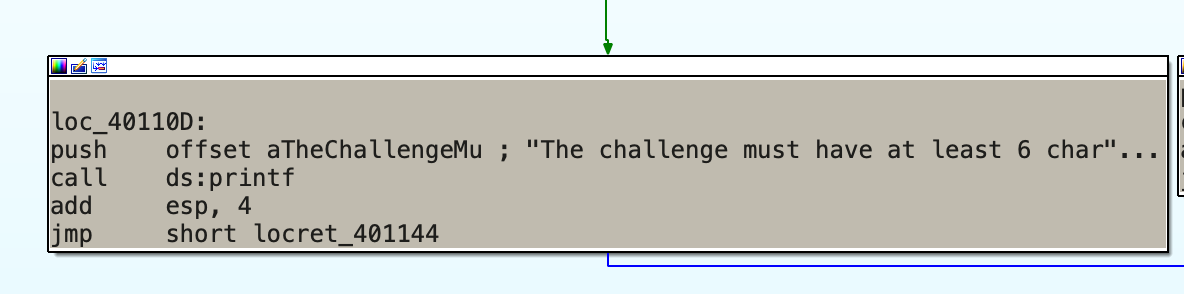 loc_40110D:
push    offset aTheChallengeMu ; "The challenge must have at least 6 char"...
call    ds:printf
add     esp, 4
jmp     short locret_401144